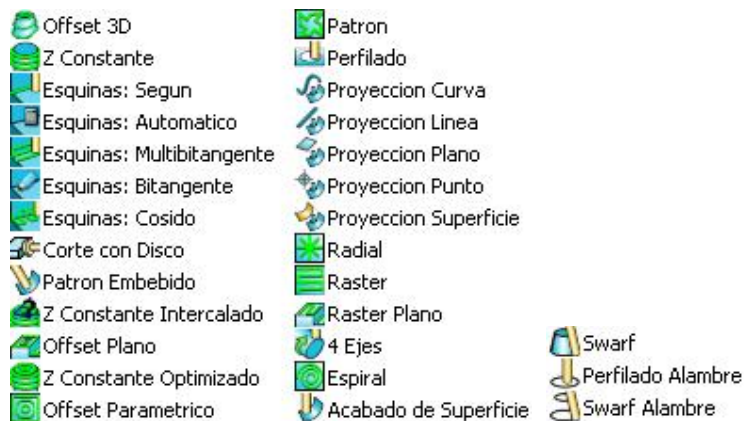 Offset 3D
Z Constante
Esquinas: Segun
Esquinas: Automatico
Esquinas: Multibitangente
Esquinas: Bitangente
Esquinas: Cosido
Corte con Disco
Patron Embebido
Z Constante Intercalado
Offset Plano
Z Constante Optimizado
Offset Parametrico
Patron
Perfilado
Proyeccion Curva
Proyeccion Linea
Proyeccion Plano
Proyeccion Punto
Proyeccion Superficie
Radial
Raster
Raster Plano
4 Ejes
Espiral
Acabado de Superficie
Swarf
Perfilado Alambre
Swarf Alambre